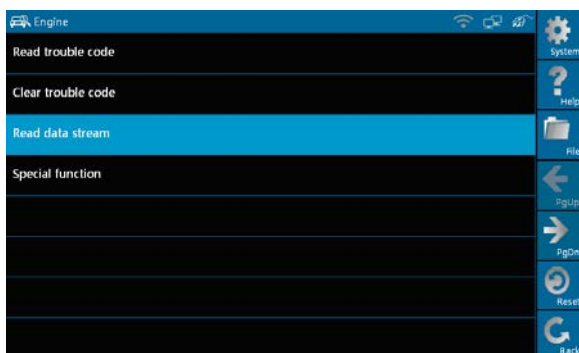 Engine
Read trouble code
Clear trouble code
Read data stream
Special function
System
Help
File
PgUp
PgDn
Reset
Back